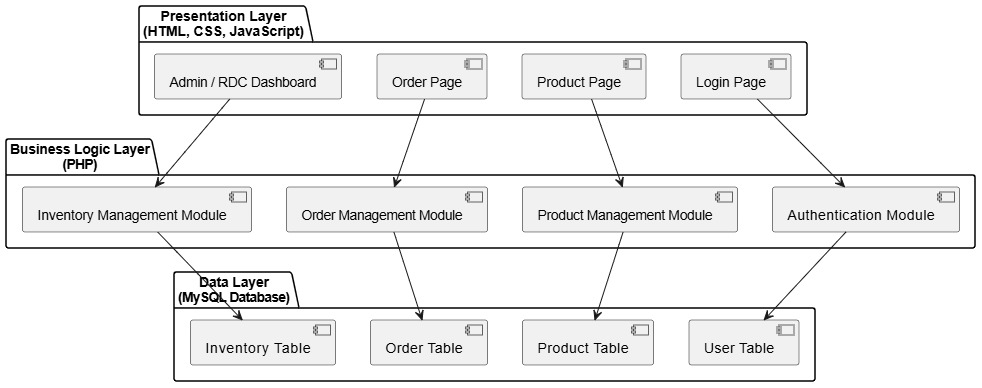 Presentation Layer
(HTML, CSS, JavaScript)
Admin / RDC Dashboard
Order Page
Product Page
Login Page
Business Logic Layer
(PHP)
Inventory Management Module
Order Management Module
Product Management Module
Authentication Module
Data Layer
(MySQL Database)
Inventory Table
Order Table
Product Table
User Table